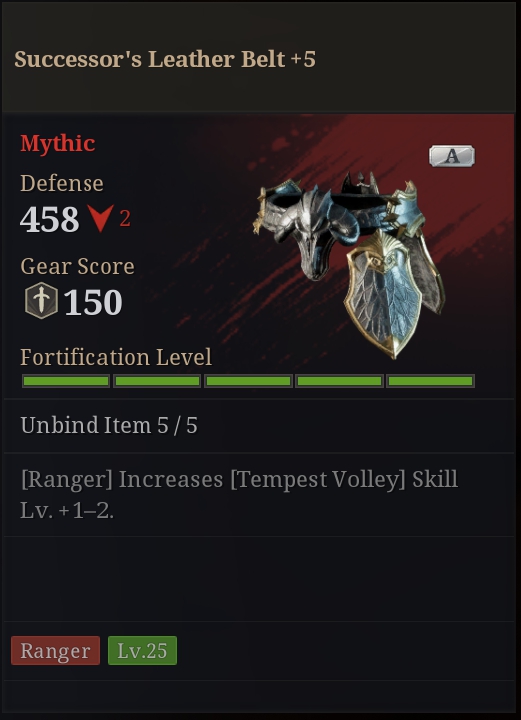 Successor's Leather Belt +5
Mythic
A
Defense
458 2
Gear Score
150
Fortification Level
Unbind Item 5 / 5
[Ranger] Increases [Tempest Volley] Skill
Lv. +1–2.
Ranger Lv.25